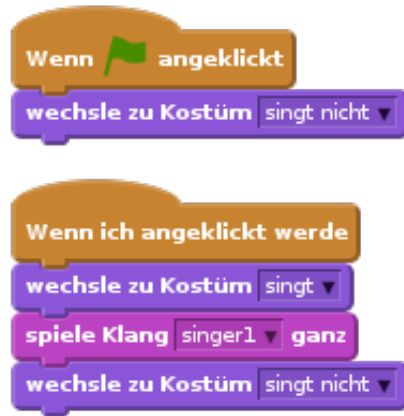 Wenn angeklickt
wechsle zu Kostüm singt nicht
Wenn ich angeklickt werde
wechsle zu Kostüm singt
spiele Klang singer1 ganz
wechsle zu Kostüm singt nicht